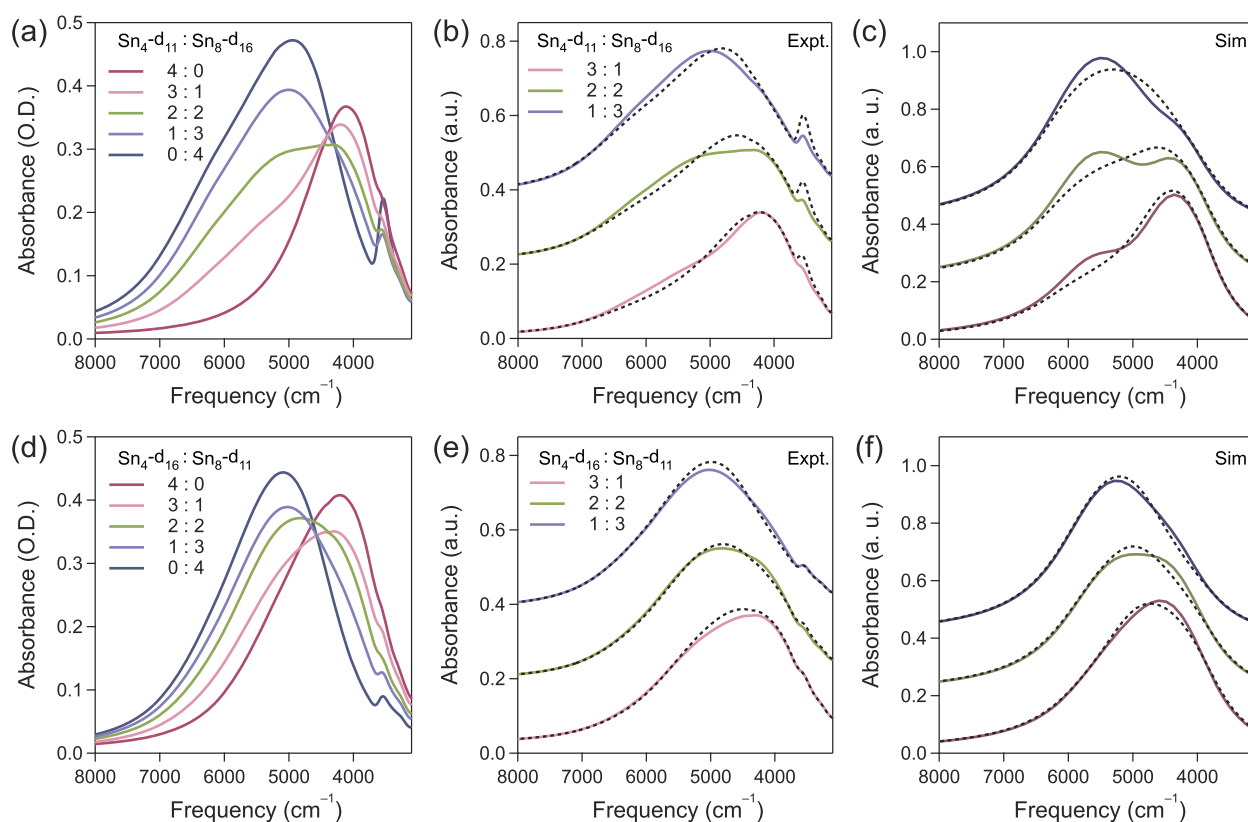 (a)
Sn4-d11 : Sn8-d16
4 : 0
3 : 1
2 : 2
1 : 3
0 : 4
0.5
0.4
0.3
0.2
0.1
0.0
Absorbance (O.D.)
8000 7000 6000 5000 4000
Frequency (cm–1)
(b)
Sn4-d11 : Sn8-d16
Expt.
3 : 1
2 : 2
1 : 3
0.8
0.6
0.4
0.2
0.0
Absorbance (a.u.)
8000 7000 6000 5000 4000
Frequency (cm–1)
(c)
Sim
1.0
0.8
0.6
0.4
0.2
0.0
Absorbance (a. u.)
8000 7000 6000 5000 4000
Frequency (cm–1)
(d)
Sn4-d16 : Sn8-d11
4 : 0
3 : 1
2 : 2
1 : 3
0 : 4
0.5
0.4
0.3
0.2
0.1
0.0
Absorbance (O.D.)
8000 7000 6000 5000 4000
Frequency (cm–1)
(e)
Sn4-d16 : Sn8-d11
Expt.
3 : 1
2 : 2
1 : 3
0.8
0.6
0.4
0.2
0.0
Absorbance (a.u.)
8000 7000 6000 5000 4000
Frequency (cm–1)
(f)
Sim
1.0
0.8
0.6
0.4
0.2
0.0
Absorbance (a. u.)
8000 7000 6000 5000 4000
Frequency (cm–1)